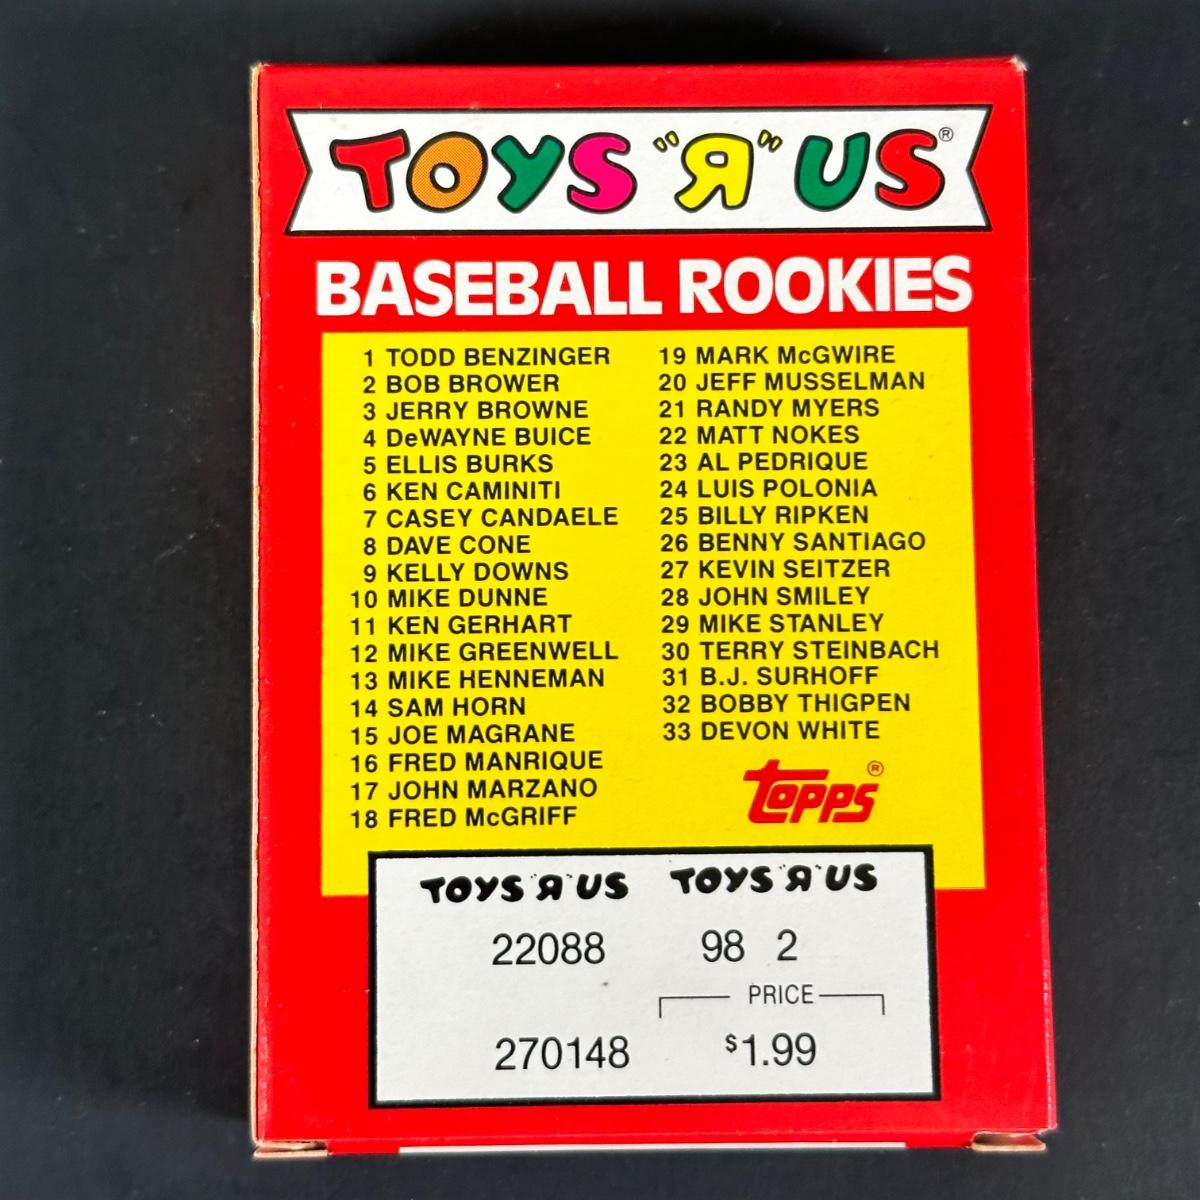 TOYS "R" US®
BASEBALL ROOKIES
1 TODD BENZINGER
2 BOB BROWER
3 JERRY BROWNE
4 DeWAYNE BUICE
5 ELLIS BURKS
6 KEN CAMINITI
7 CASEY CANDAELE
8 DAVE CONE
9 KELLY DOWNS
10 MIKE DUNNE
11 KEN GERHART
12 MIKE GREENWELL
13 MIKE HENNEMAN
14 SAM HORN
15 JOE MAGRANE
16 FRED MANRIQUE
17 JOHN MARZANO
18 FRED McGRIFF
19 MARK McGWIRE
20 JEFF MUSSELMAN
21 RANDY MYERS
22 MATT NOKES
23 AL PEDRIQUE
24 LUIS POLONIA
25 BILLY RIPKEN
26 BENNY SANTIAGO
27 KEVIN SEITZER
28 JOHN SMILEY
29 MIKE STANLEY
30 TERRY STEINBACH
31 B.J. SURHOFF
32 BOBBY THIGPEN
33 DEVON WHITE
topps®
TOYS "R" US TOYS "R" US
22088 98 2
PRICE
270148 $1.99